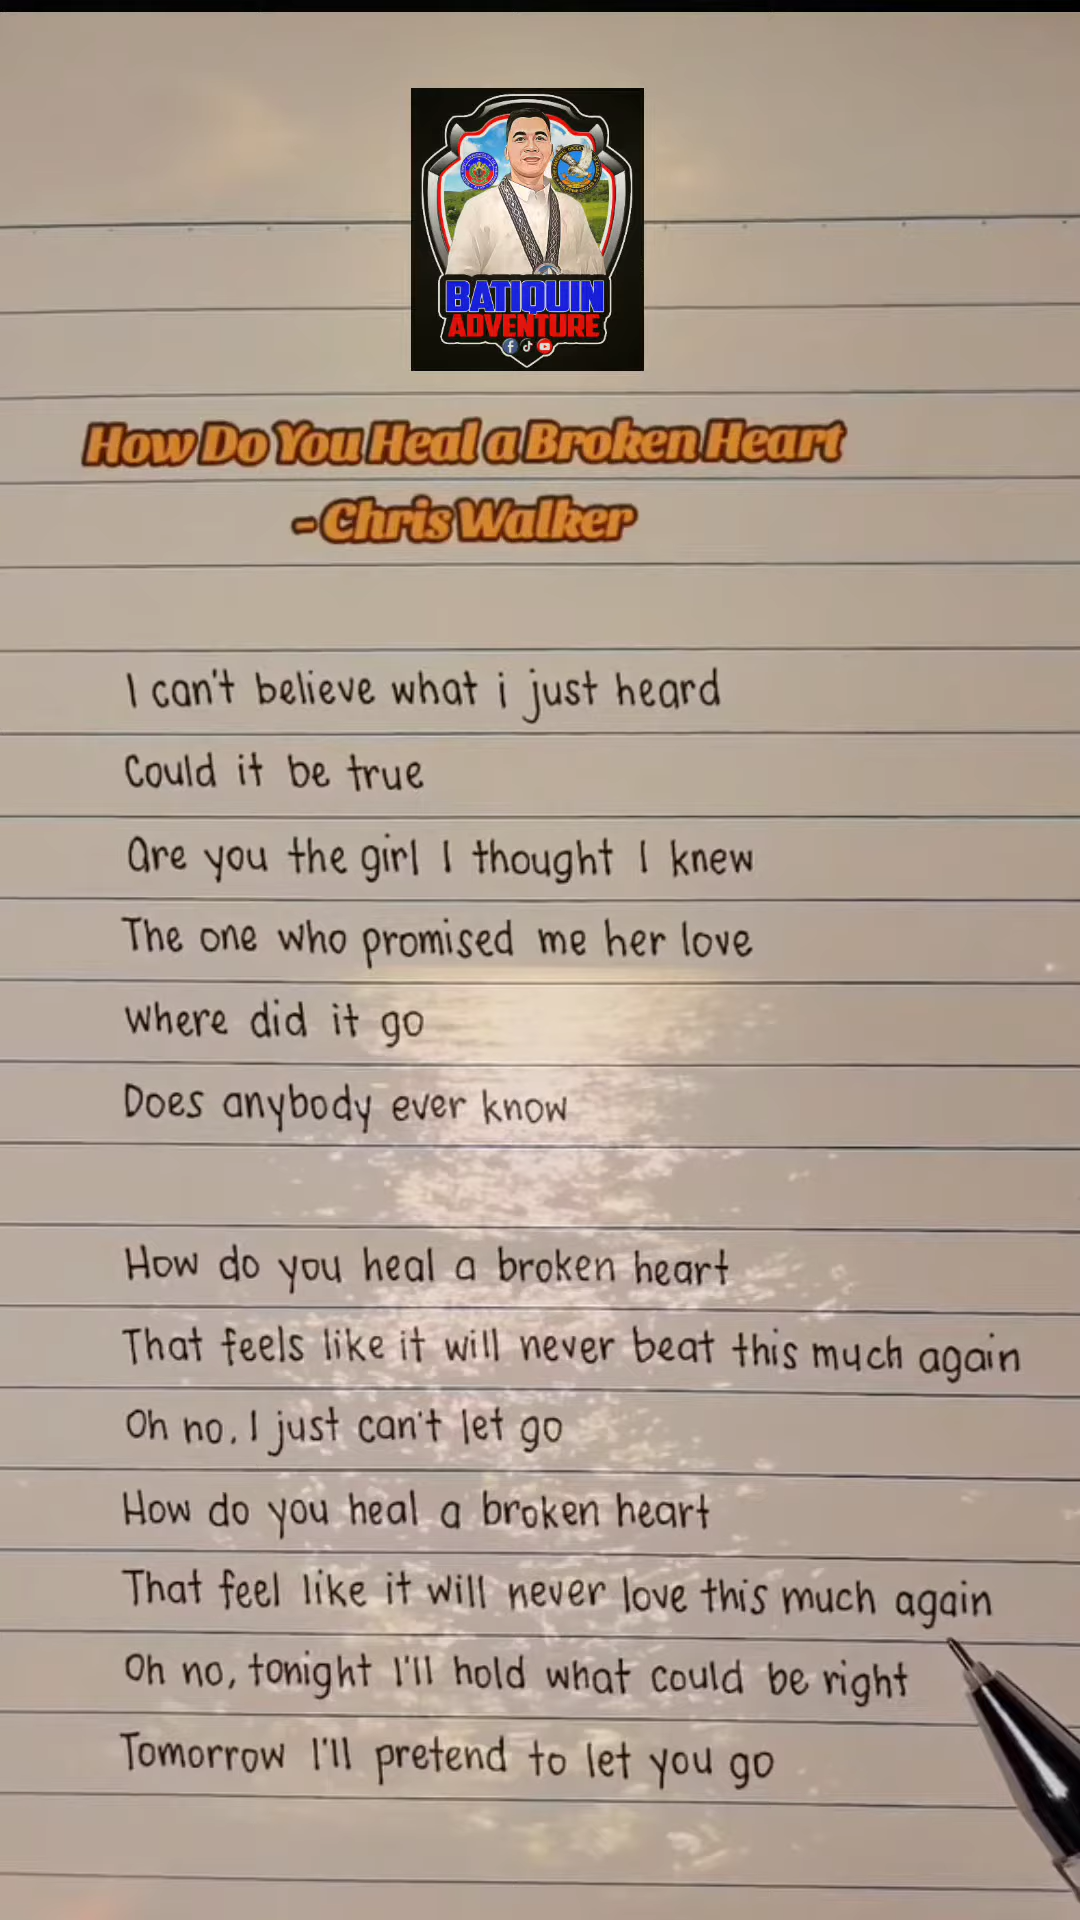 BATIQUIN
ADVENTURE
How Do You Heal a Broken Heart
- Chris Walker
I can't believe what i just heard
Could it be true
Are you the girl I thought I knew
The one who promised me her love
Where did it go
Does anybody ever know
How do you heal a broken heart
That feels like it will never beat this much again
Oh no, I just can't let go
How do you heal a broken heart
That feel like it will never love this much again
Oh no, tonight I'll hold what could be right
Tomorrow I'll pretend to let you go